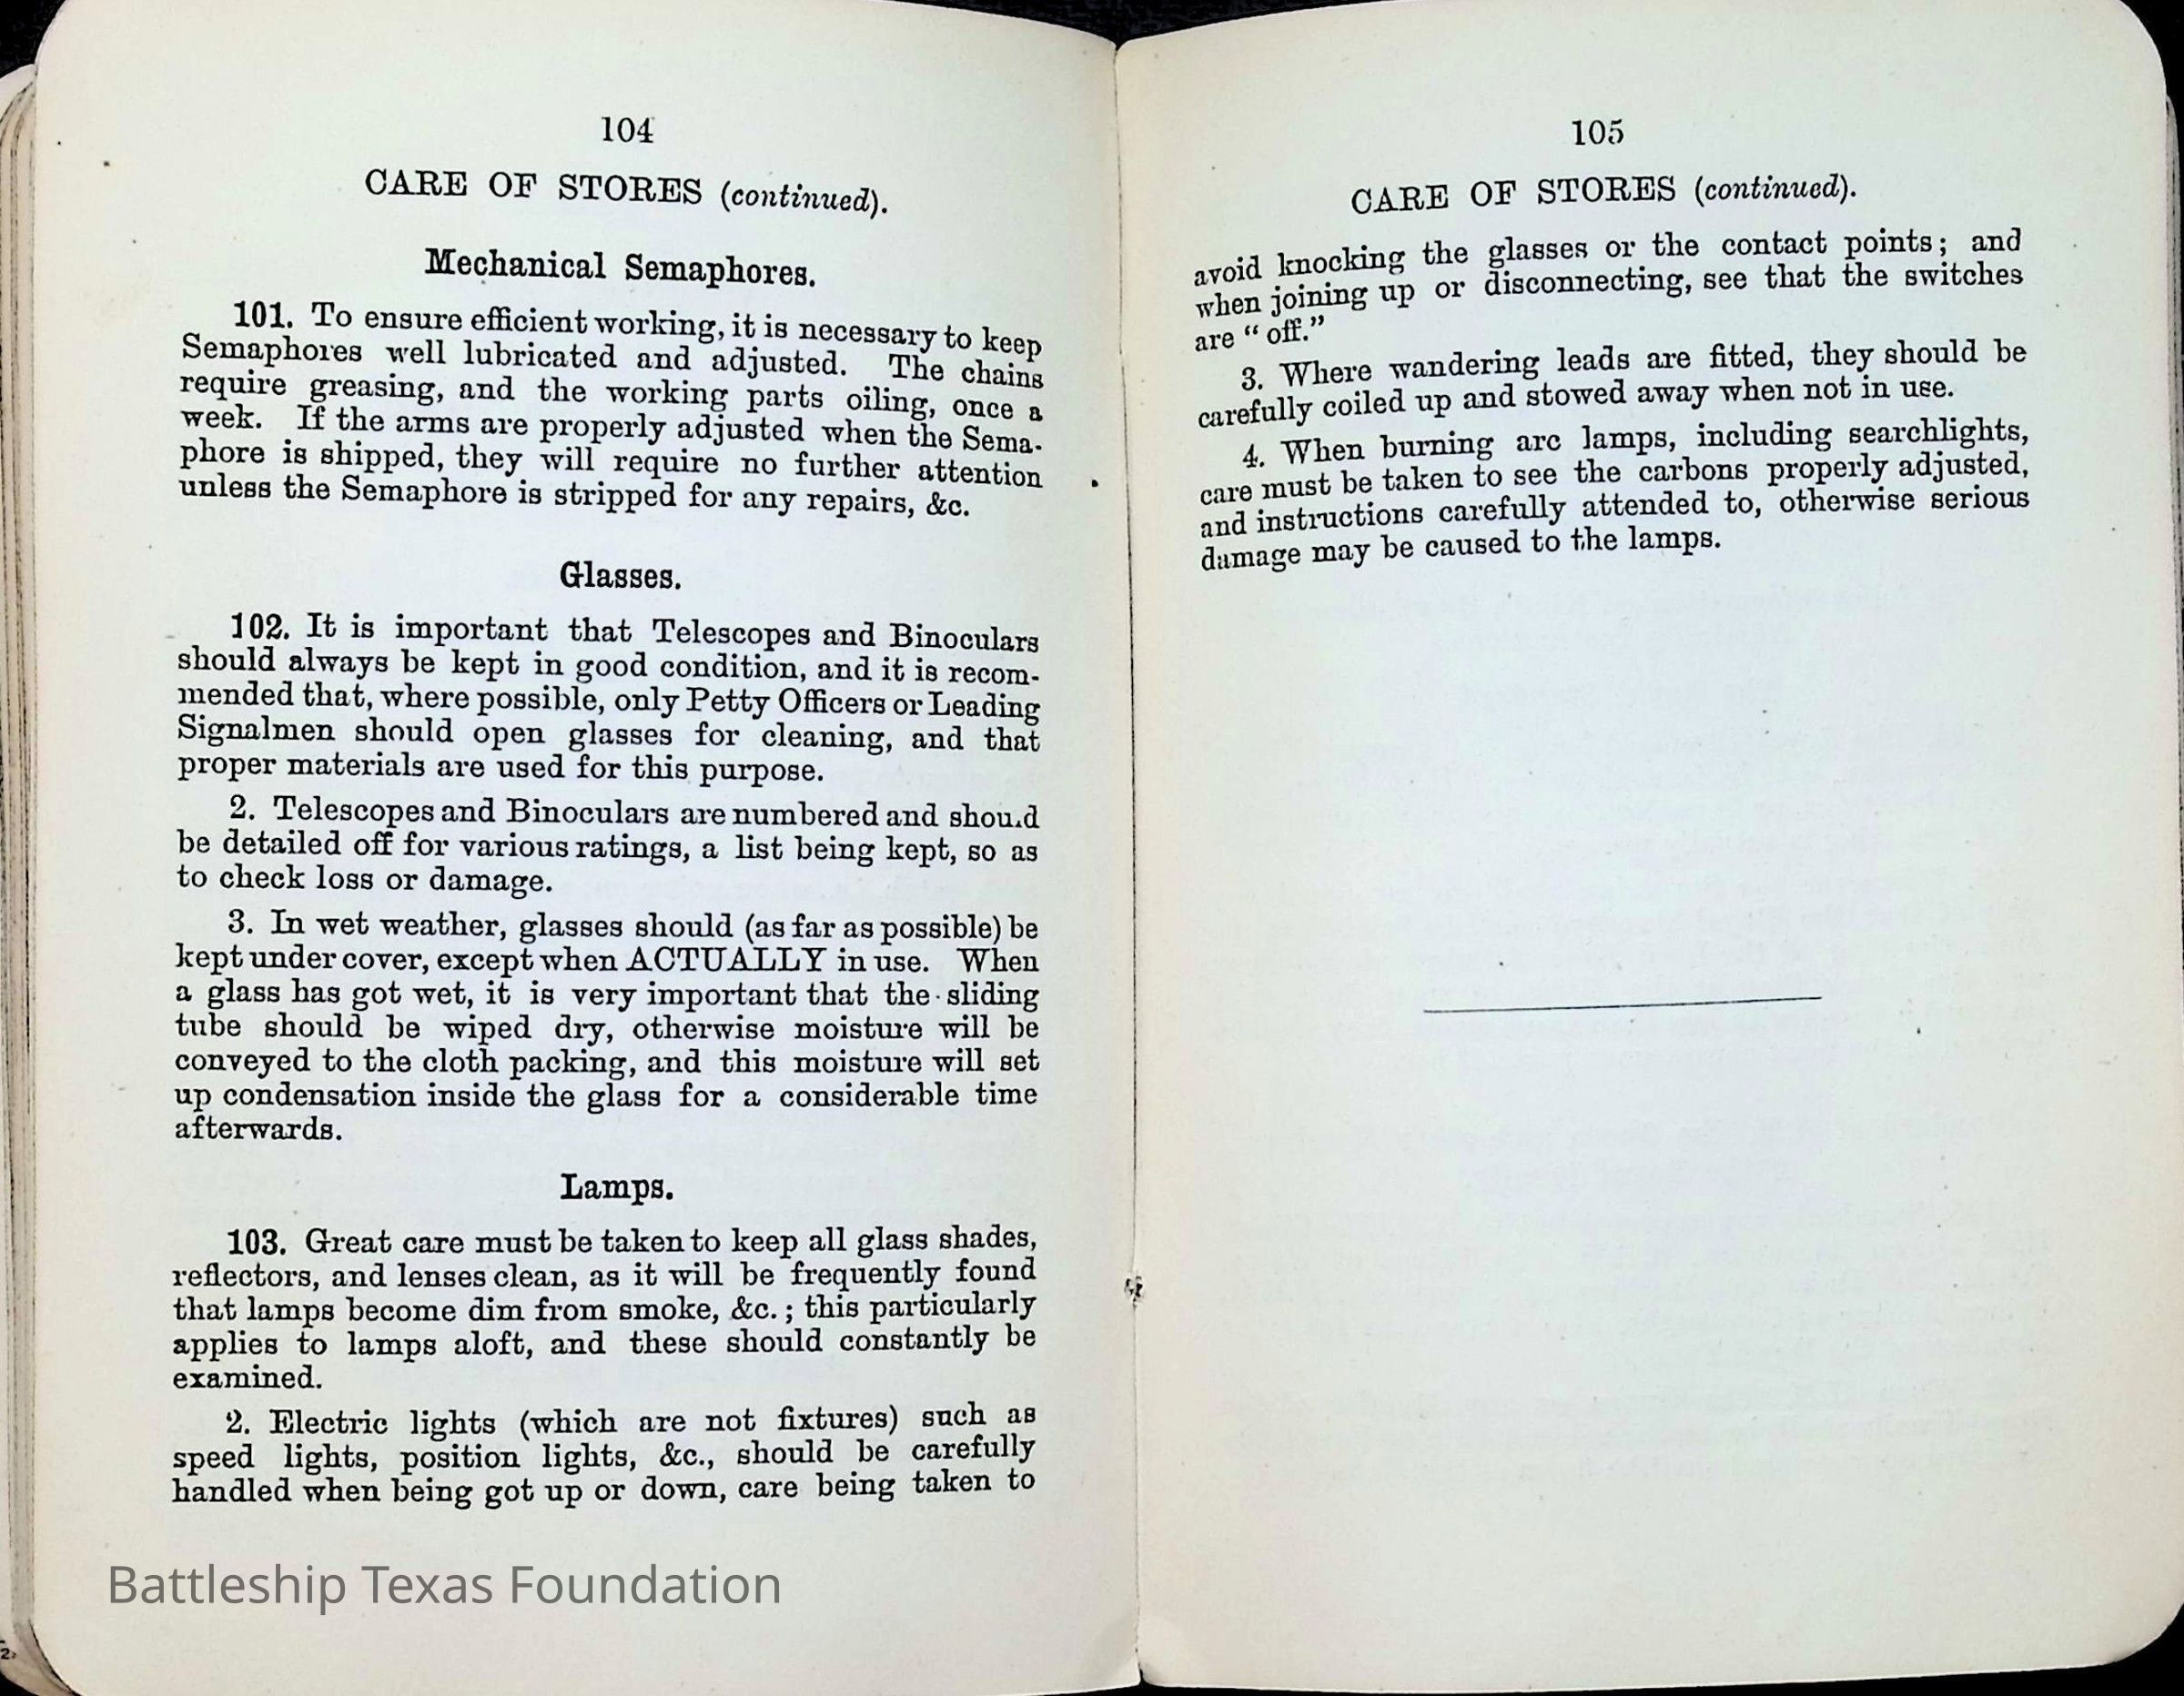 104
CARE OF STORES (continued).
Mechanical Semaphores.
101. To ensure efficient working, it is necessary to keep
Semaphores well lubricated and adjusted. The chains
require greasing, and the working parts oiling, once a
week. If the arms are properly adjusted when the Sema-
phore is shipped, they will require no further attention
unless the Semaphore is stripped for any repairs, &c.
Glasses.
102. It is important that Telescopes and Binoculars
should always be kept in good condition, and it is recom-
mended that, where possible, only Petty Officers or Leading
Signalmen should open glasses for cleaning, and that
proper materials are used for this purpose.
2. Telescopes and Binoculars are numbered and should
be detailed off for various ratings, a list being kept, so as
to check loss or damage.
3. In wet weather, glasses should (as far as possible) be
kept under cover, except when ACTUALLY in use. When
a glass has got wet, it is very important that the sliding
tube should be wiped dry, otherwise moisture will be
conveyed to the cloth packing, and this moisture will set
up condensation inside the glass for a considerable time
afterwards.
Lamps.
103. Great care must be taken to keep all glass shades,
reflectors, and lenses clean, as it will be frequently found
that lamps become dim from smoke, &c.; this particularly
applies to lamps aloft, and these should constantly be
examined.
2. Electric lights (which are not fixtures) such as
speed lights, position lights, &c., should be carefully
handled when being got up or down, care being taken to
Battleship Texas Foundation
105
CARE OF STORES (continued).
avoid knocking the glasses or the contact points; and
when joining up or disconnecting, see that the switches
are "off."
3. Where wandering leads are fitted, they should be
carefully coiled up and stowed away when not in use.
4. When burning arc lamps, including searchlights,
care must be taken to see the carbons properly adjusted,
and instructions carefully attended to, otherwise serious
damage may be caused to the lamps.